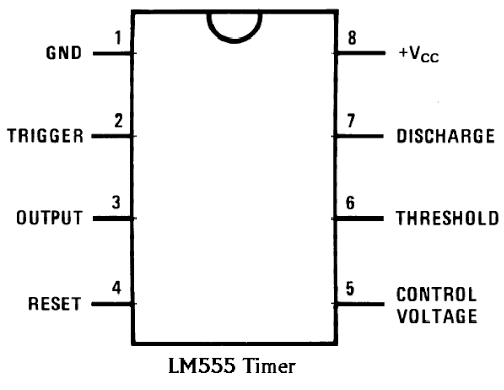 1 8
GND +VCC
2 7
TRIGGER DISCHARGE
3 6
OUTPUT THRESHOLD
4 5
RESET CONTROL
VOLTAGE
LM555 Timer